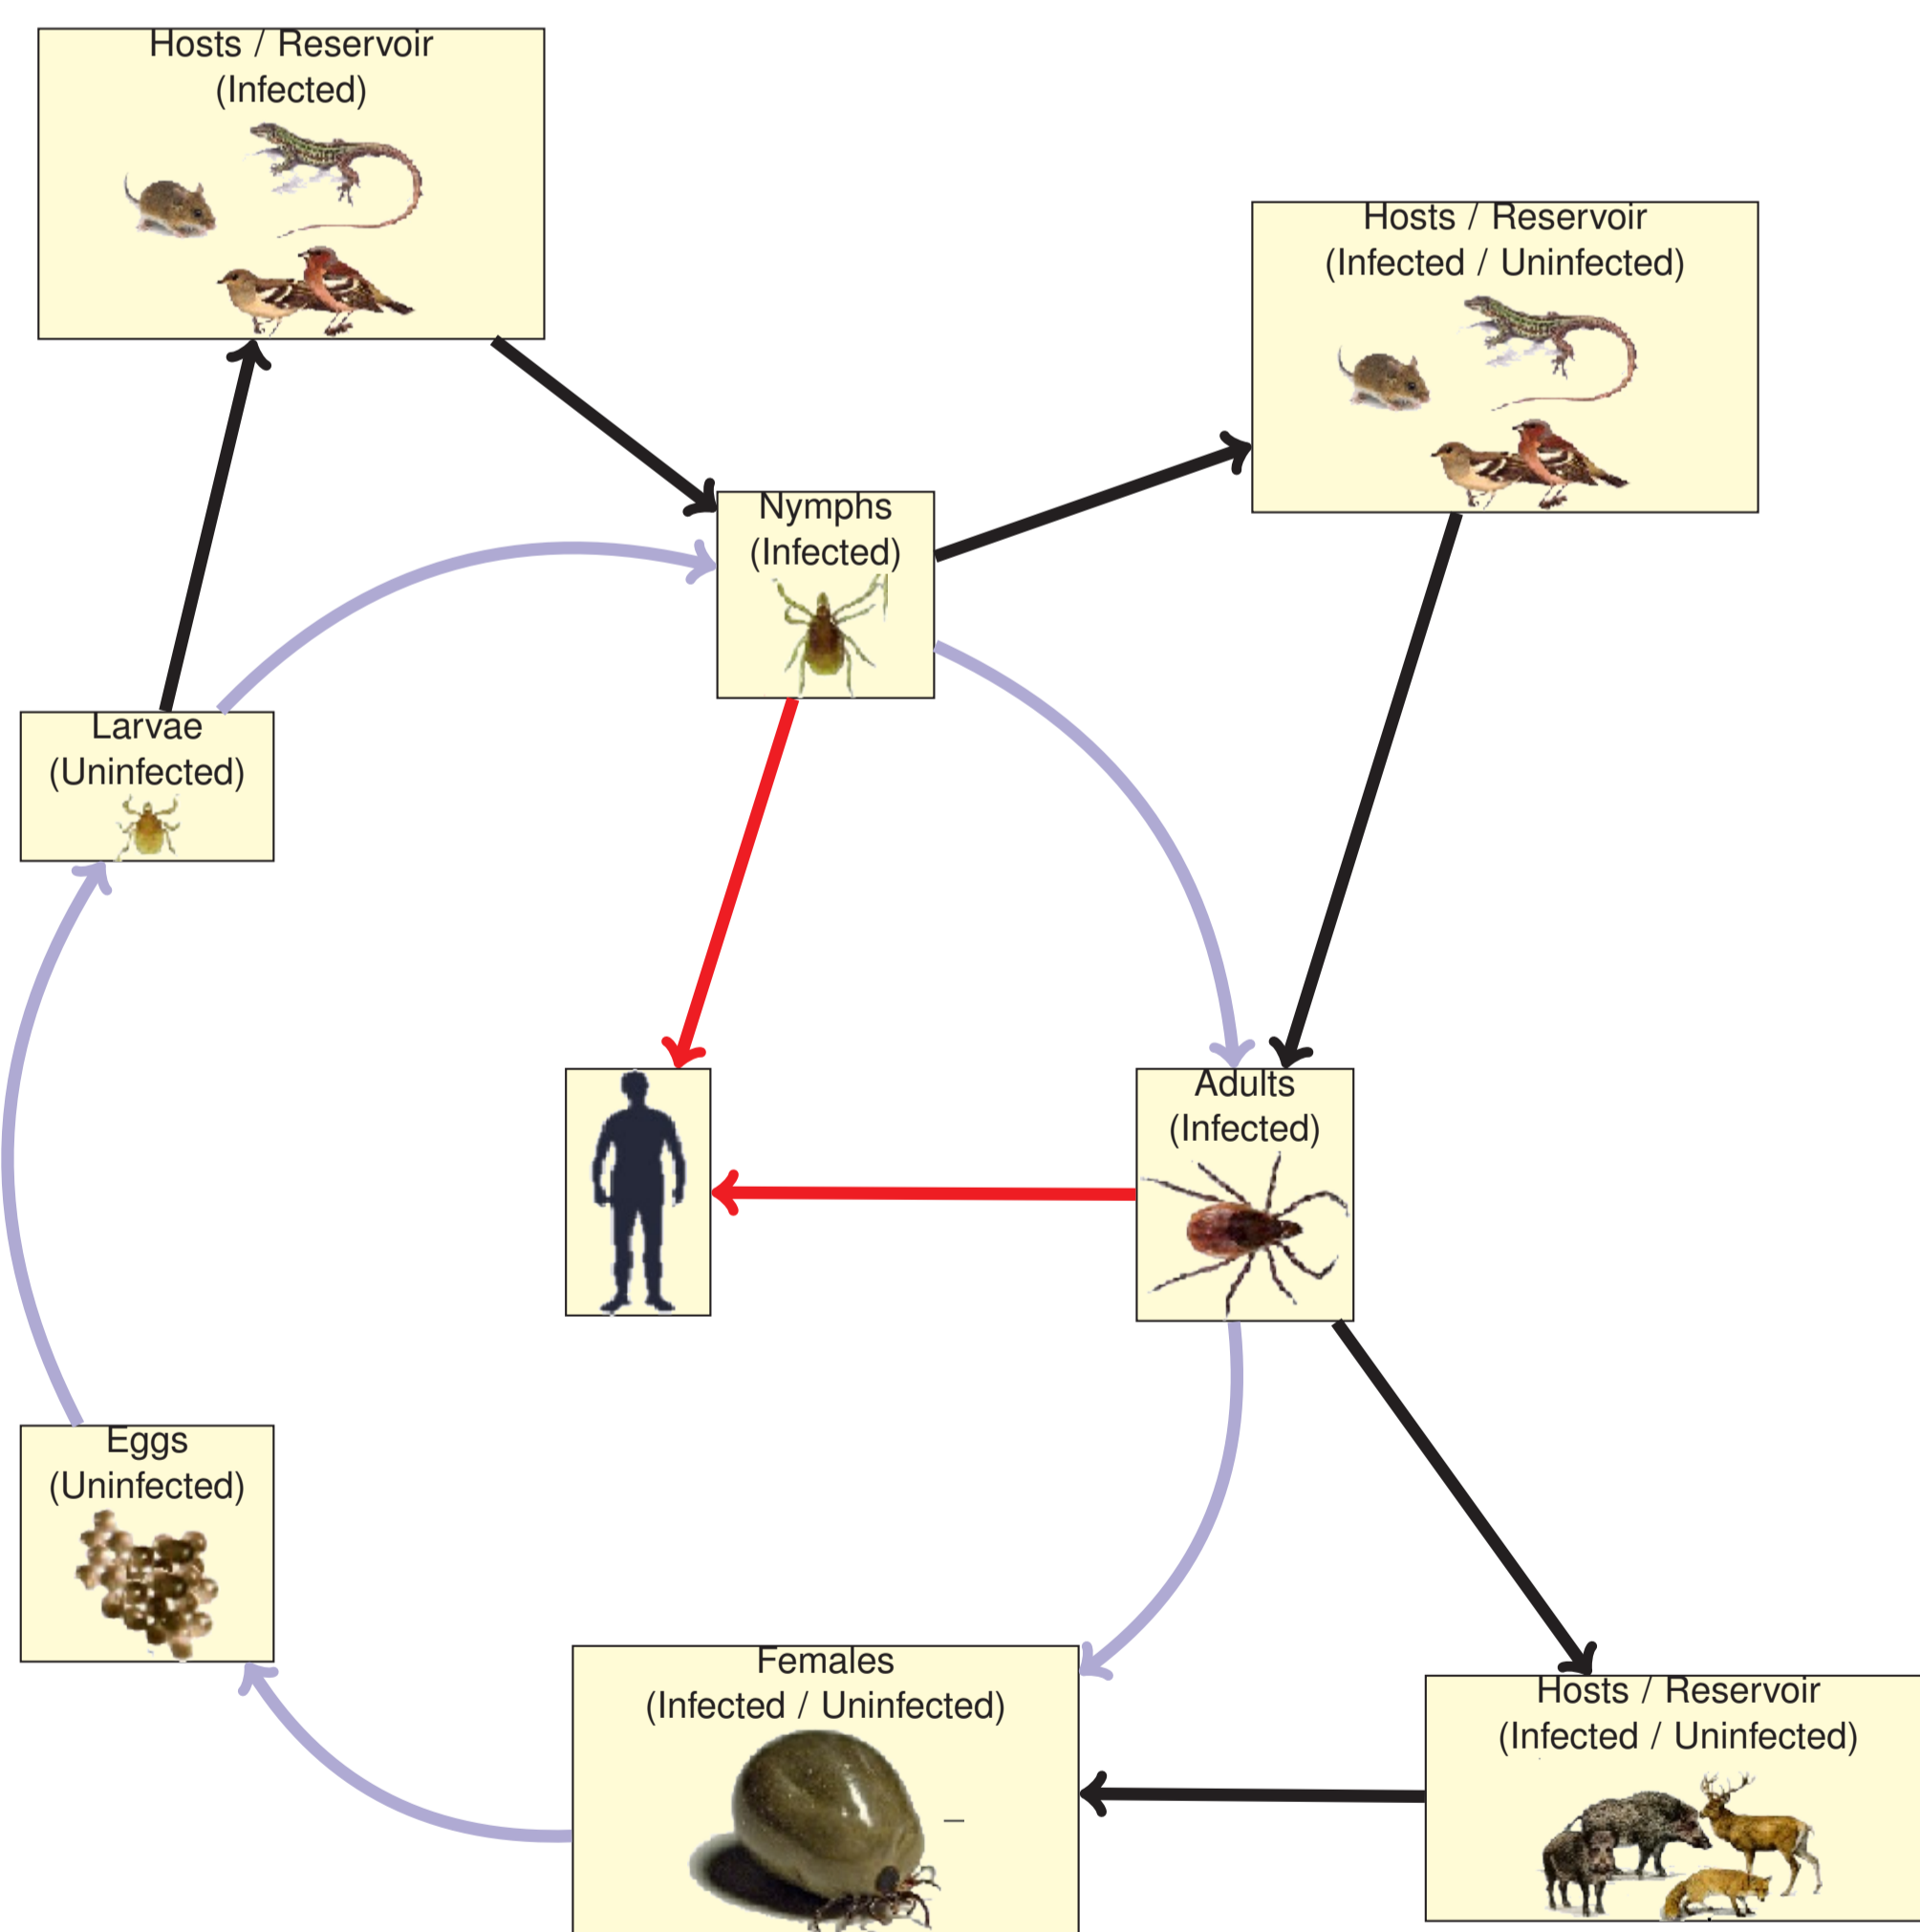 Hosts / Reservoir
(Infected)
Hosts / Reservoir
(Infected / Uninfected)
Nymphs
(Infected)
Larvae
(Uninfected)
Adults
(Infected)
Eggs
(Uninfected)
Females
(Infected / Uninfected)
Hosts / Reservoir
(Infected / Uninfected)